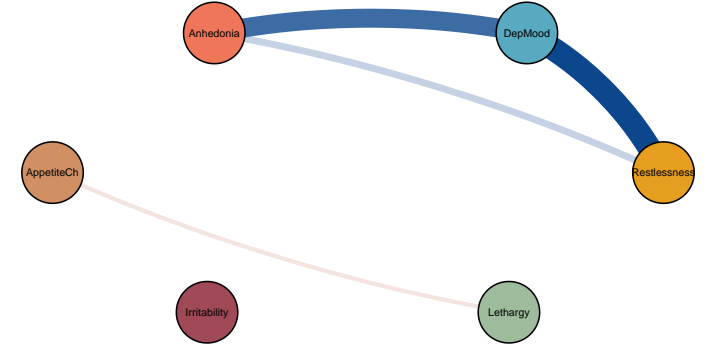 Anhedonia
DepMood
AppetiteCh
Restlessness
Irritability
Lethargy